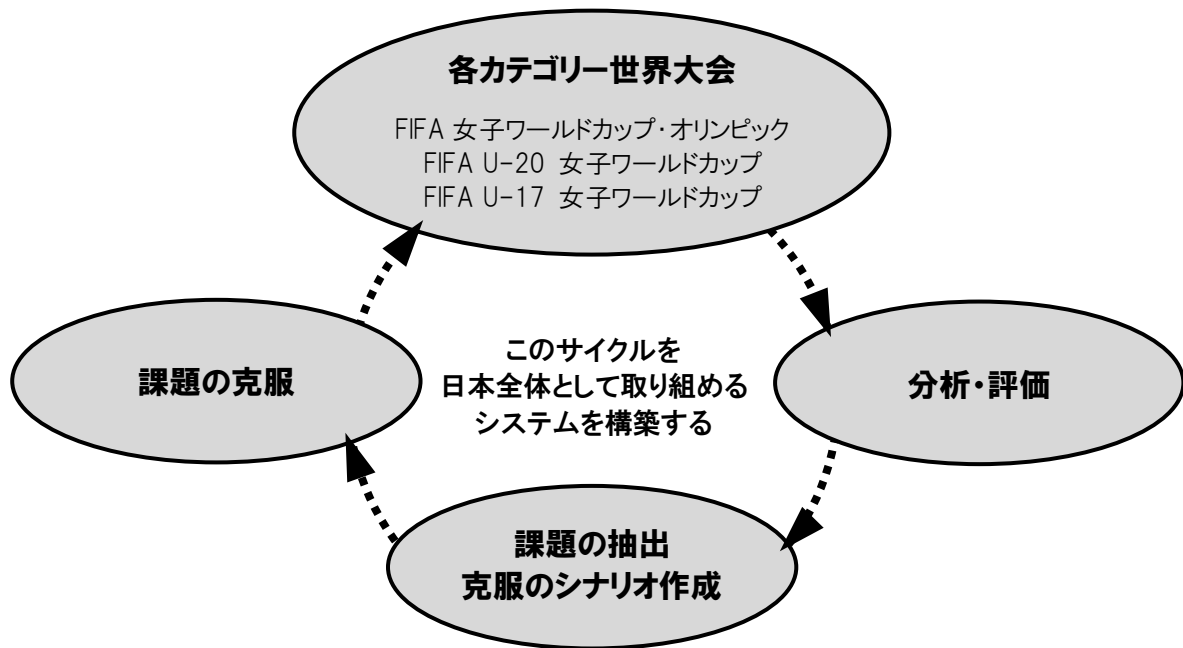 各カテゴリー世界大会
FIFA 女子ワールドカップ・オリンピック
FIFA U-20 女子ワールドカップ
FIFA U-17 女子ワールドカップ
分析・評価
課題の抽出
克服のシナリオ作成
課題の克服
このサイクルを
日本全体として取り組める
システムを構築する